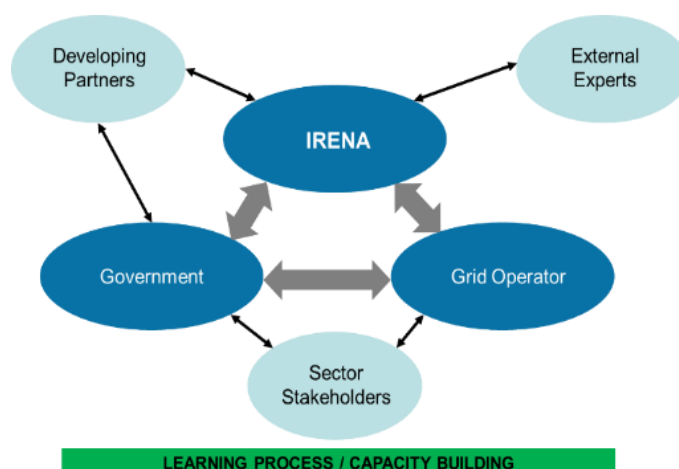 Developing
Partners
External
Experts
IRENA
Government
Grid Operator
Sector
Stakeholders
LEARNING PROCESS / CAPACITY BUILDING